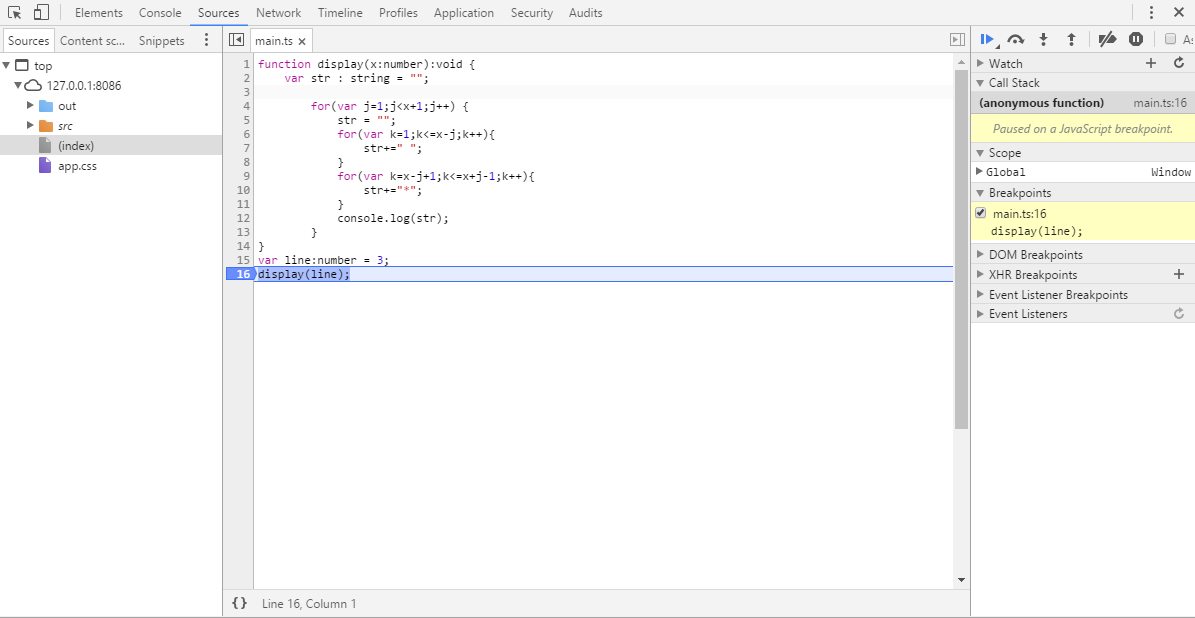 Elements Console Sources Network Timeline Profiles Application Security Audits
Sources Content sc... Snippets
main.ts
top
127.0.0.1:8086
out
src
(index)
app.css
1 function display(x:number):void {
2     var str : string = "";
3
4         for(var j=1;j<x+1;j++) {
5             str = "";
6             for(var k=1;k<=x-j;k++){
7                 str+=" ";
8             }
9             for(var k=x-j+1;k<=x+j-1;k++){
10                 str+="*";
11             }
12             console.log(str);
13         }
14 }
15 var line:number = 3;
16 display(line);
{} Line 16, Column 1
As
Watch
Call Stack
(anonymous function) main.ts:16
Paused on a JavaScript breakpoint.
Scope
Global Window
Breakpoints
main.ts:16
display(line);
DOM Breakpoints
XHR Breakpoints
Event Listener Breakpoints
Event Listeners